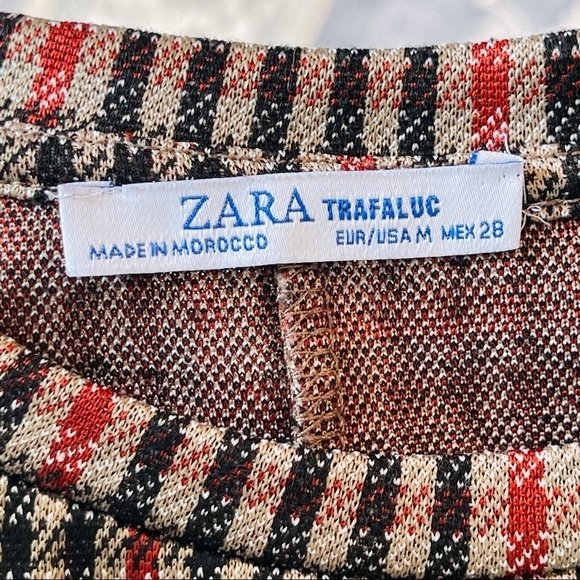 ZARA TRAFALUC
MADE IN MOROCCO EUR/USA M MEX 28